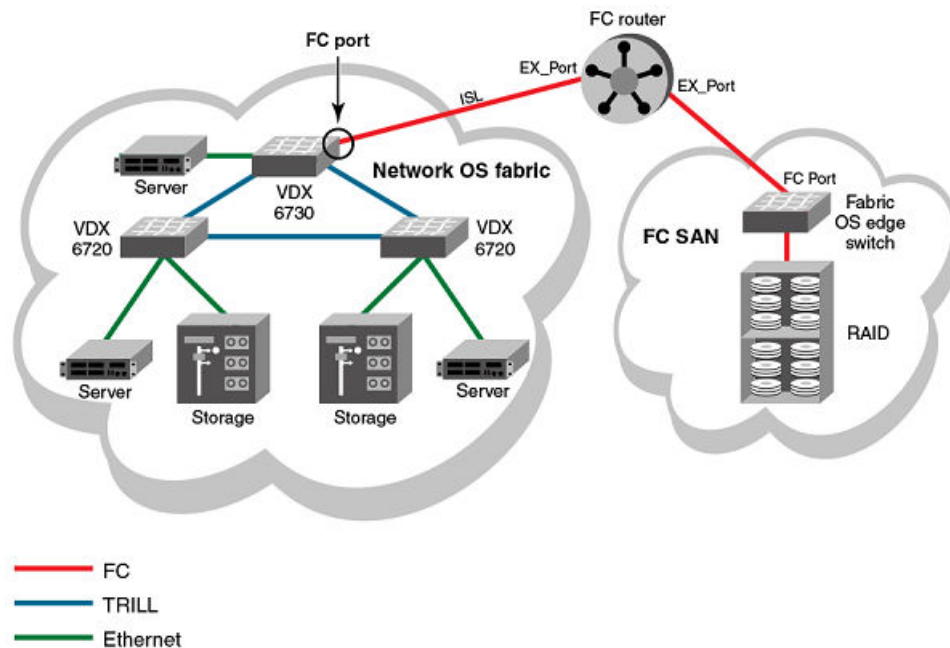 FC router
FC port
EX_Port
EX_Port
ISL
Server
VDX
6730
Network OS fabric
VDX
6720
VDX
6720
FC Port
Fabric
OS edge
switch
FC SAN
RAID
Server
Storage
Storage
Server
FC
TRILL
Ethernet